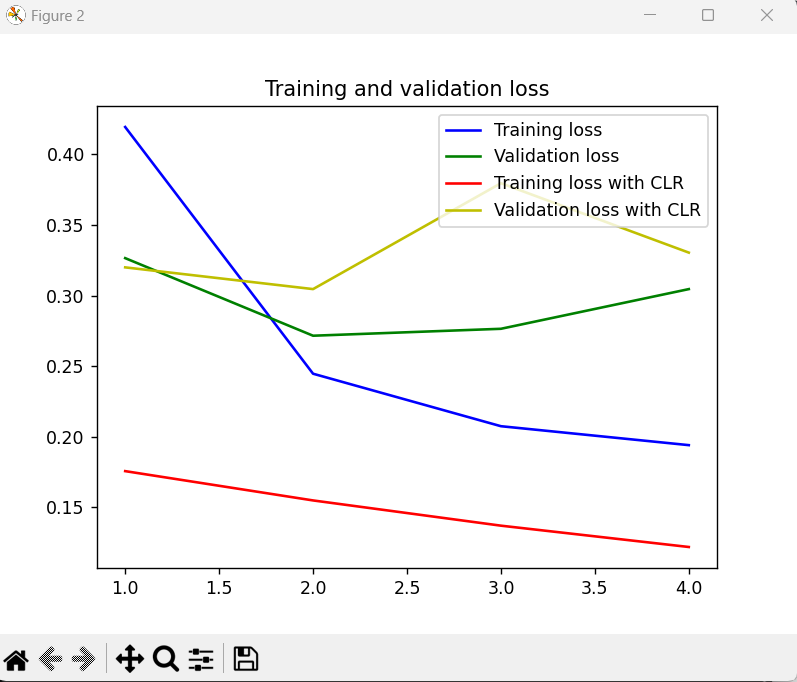 Figure 2
Training and validation loss
Training loss
Validation loss
Training loss with CLR
Validation loss with CLR
0.40
0.35
0.30
0.25
0.20
0.15
1.0 1.5 2.0 2.5 3.0 3.5 4.0